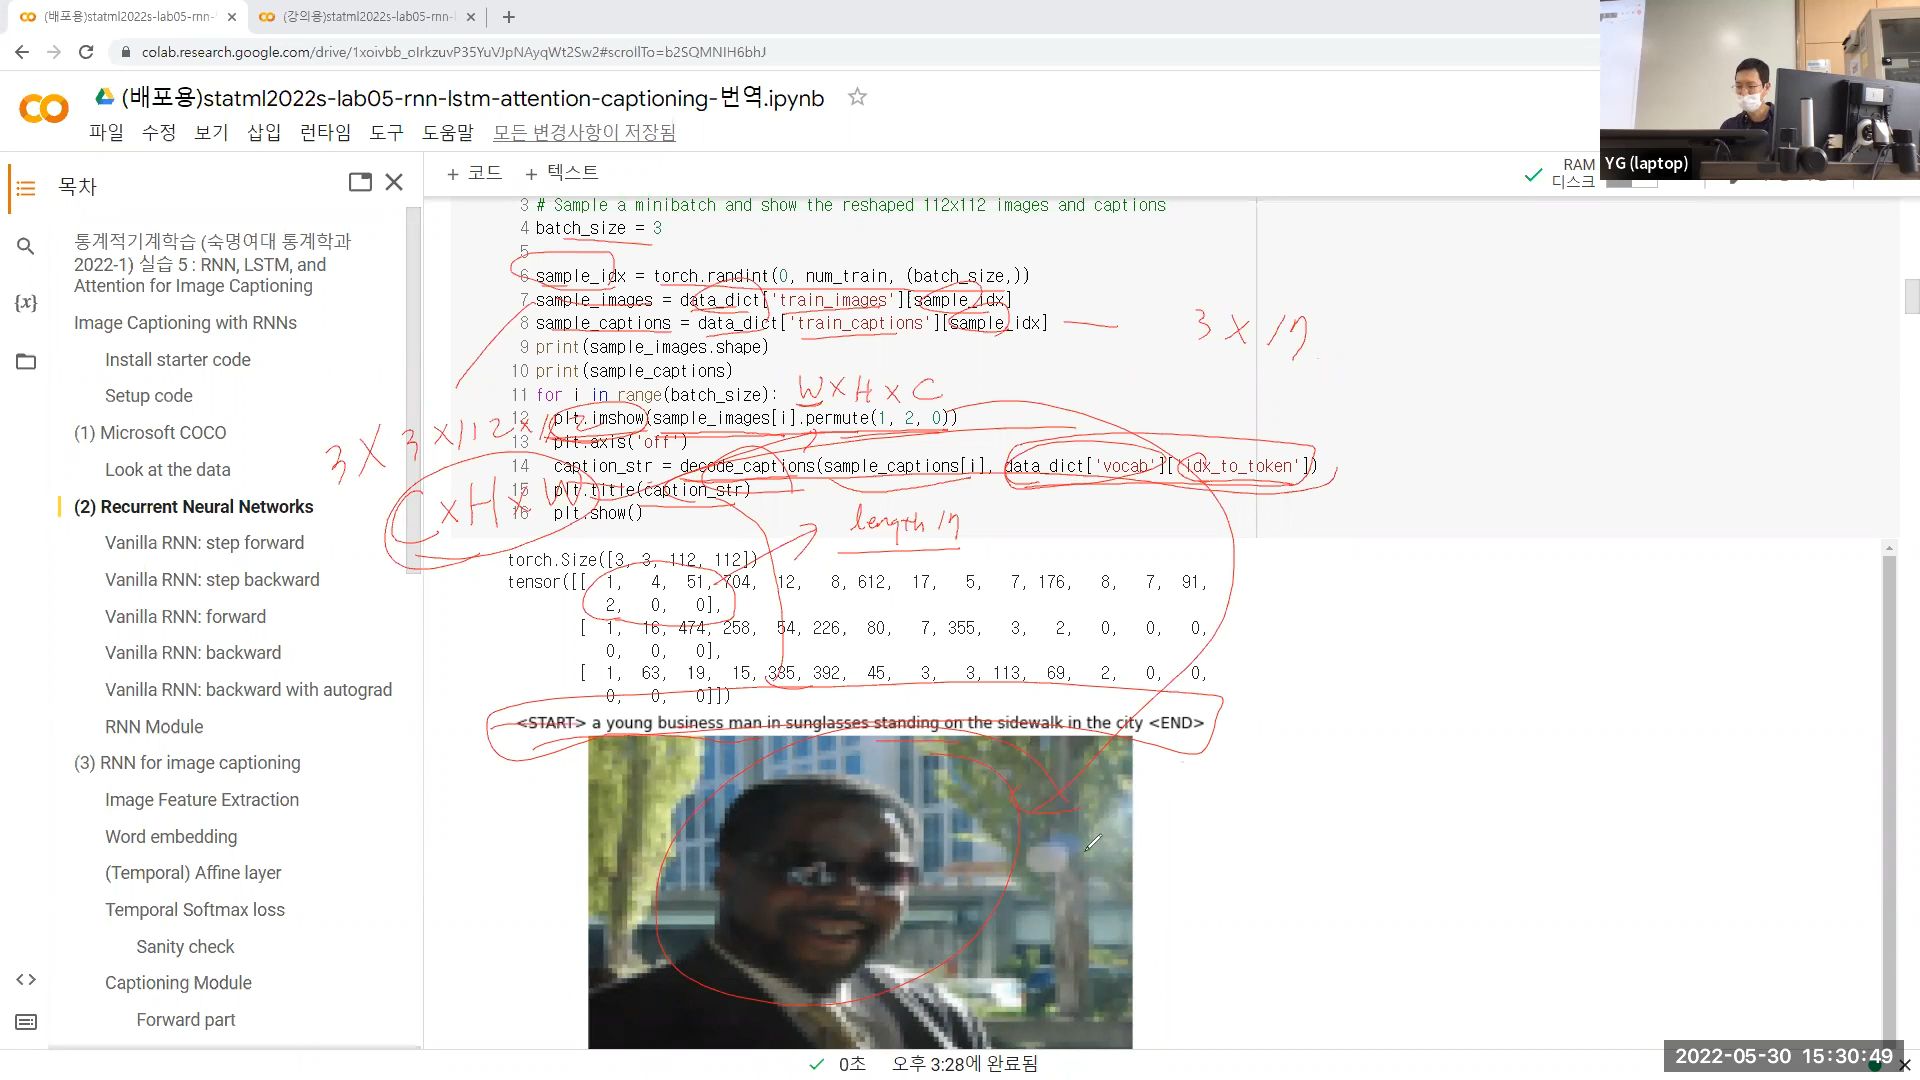 (배포용)statml2022s-lab05-rnn-
(강의용)statml2022s-lab05-rnn-l
colab.research.google.com/drive/1xoivbb_oIrkzuvP35YuVJpNAyqWt2Sw2#scrollTo=b2SQMNIH6bhJ
(배포용)statml2022s-lab05-rnn-lstm-attention-captioning-번역.ipynb
파일 수정 보기 삽입 런타임 도구 도움말 모든 변경사항이 저장됨
YG (laptop)
목차
+ 코드 + 텍스트
RAM
디스크
통계적기계학습 (숙명여대 통계학과
2022-1) 실습 5 : RNN, LSTM, and
Attention for Image Captioning
Image Captioning with RNNs
Install starter code
Setup code
(1) Microsoft COCO
Look at the data
(2) Recurrent Neural Networks
Vanilla RNN: step forward
Vanilla RNN: step backward
Vanilla RNN: forward
Vanilla RNN: backward
Vanilla RNN: backward with autograd
RNN Module
(3) RNN for image captioning
Image Feature Extraction
Word embedding
(Temporal) Affine layer
Temporal Softmax loss
Sanity check
Captioning Module
Forward part
3 # Sample a minibatch and show the reshaped 112x112 images and captions
4 batch_size = 3
5
6 sample_idx = torch.randint(0, num_train, (batch_size,))
7 sample_images = data_dict['train_images'][sample_idx]
8 sample_captions = data_dict['train_captions'][sample_idx]
3 X 17
9 print(sample_images.shape)
10 print(sample_captions)
11 for i in range(batch_size):
W X H X C
12 plt.imshow(sample_images[i].permute(1, 2, 0))
13 plt.axis('off')
3 X 3 X 112 X 112
14 caption_str = decode_captions(sample_captions[i], data_dict['vocab']['idx_to_token'])
15 plt.title(caption_str)
C X H X W
16 plt.show()
length 17
torch.Size([3, 3, 112, 112])
tensor([[ 1, 4, 51, 704, 12, 8, 612, 17, 5, 7, 176, 8, 7, 91,
2, 0, 0],
[ 1, 16, 474, 258, 54, 226, 80, 7, 355, 3, 2, 0, 0, 0,
0, 0, 0],
[ 1, 63, 19, 15, 335, 392, 45, 3, 3, 113, 69, 2, 0, 0,
0, 0, 0]])
<START> a young business man in sunglasses standing on the sidewalk in the city <END>
0초 오후 3:28에 완료됨
2022-05-30 15:30:49